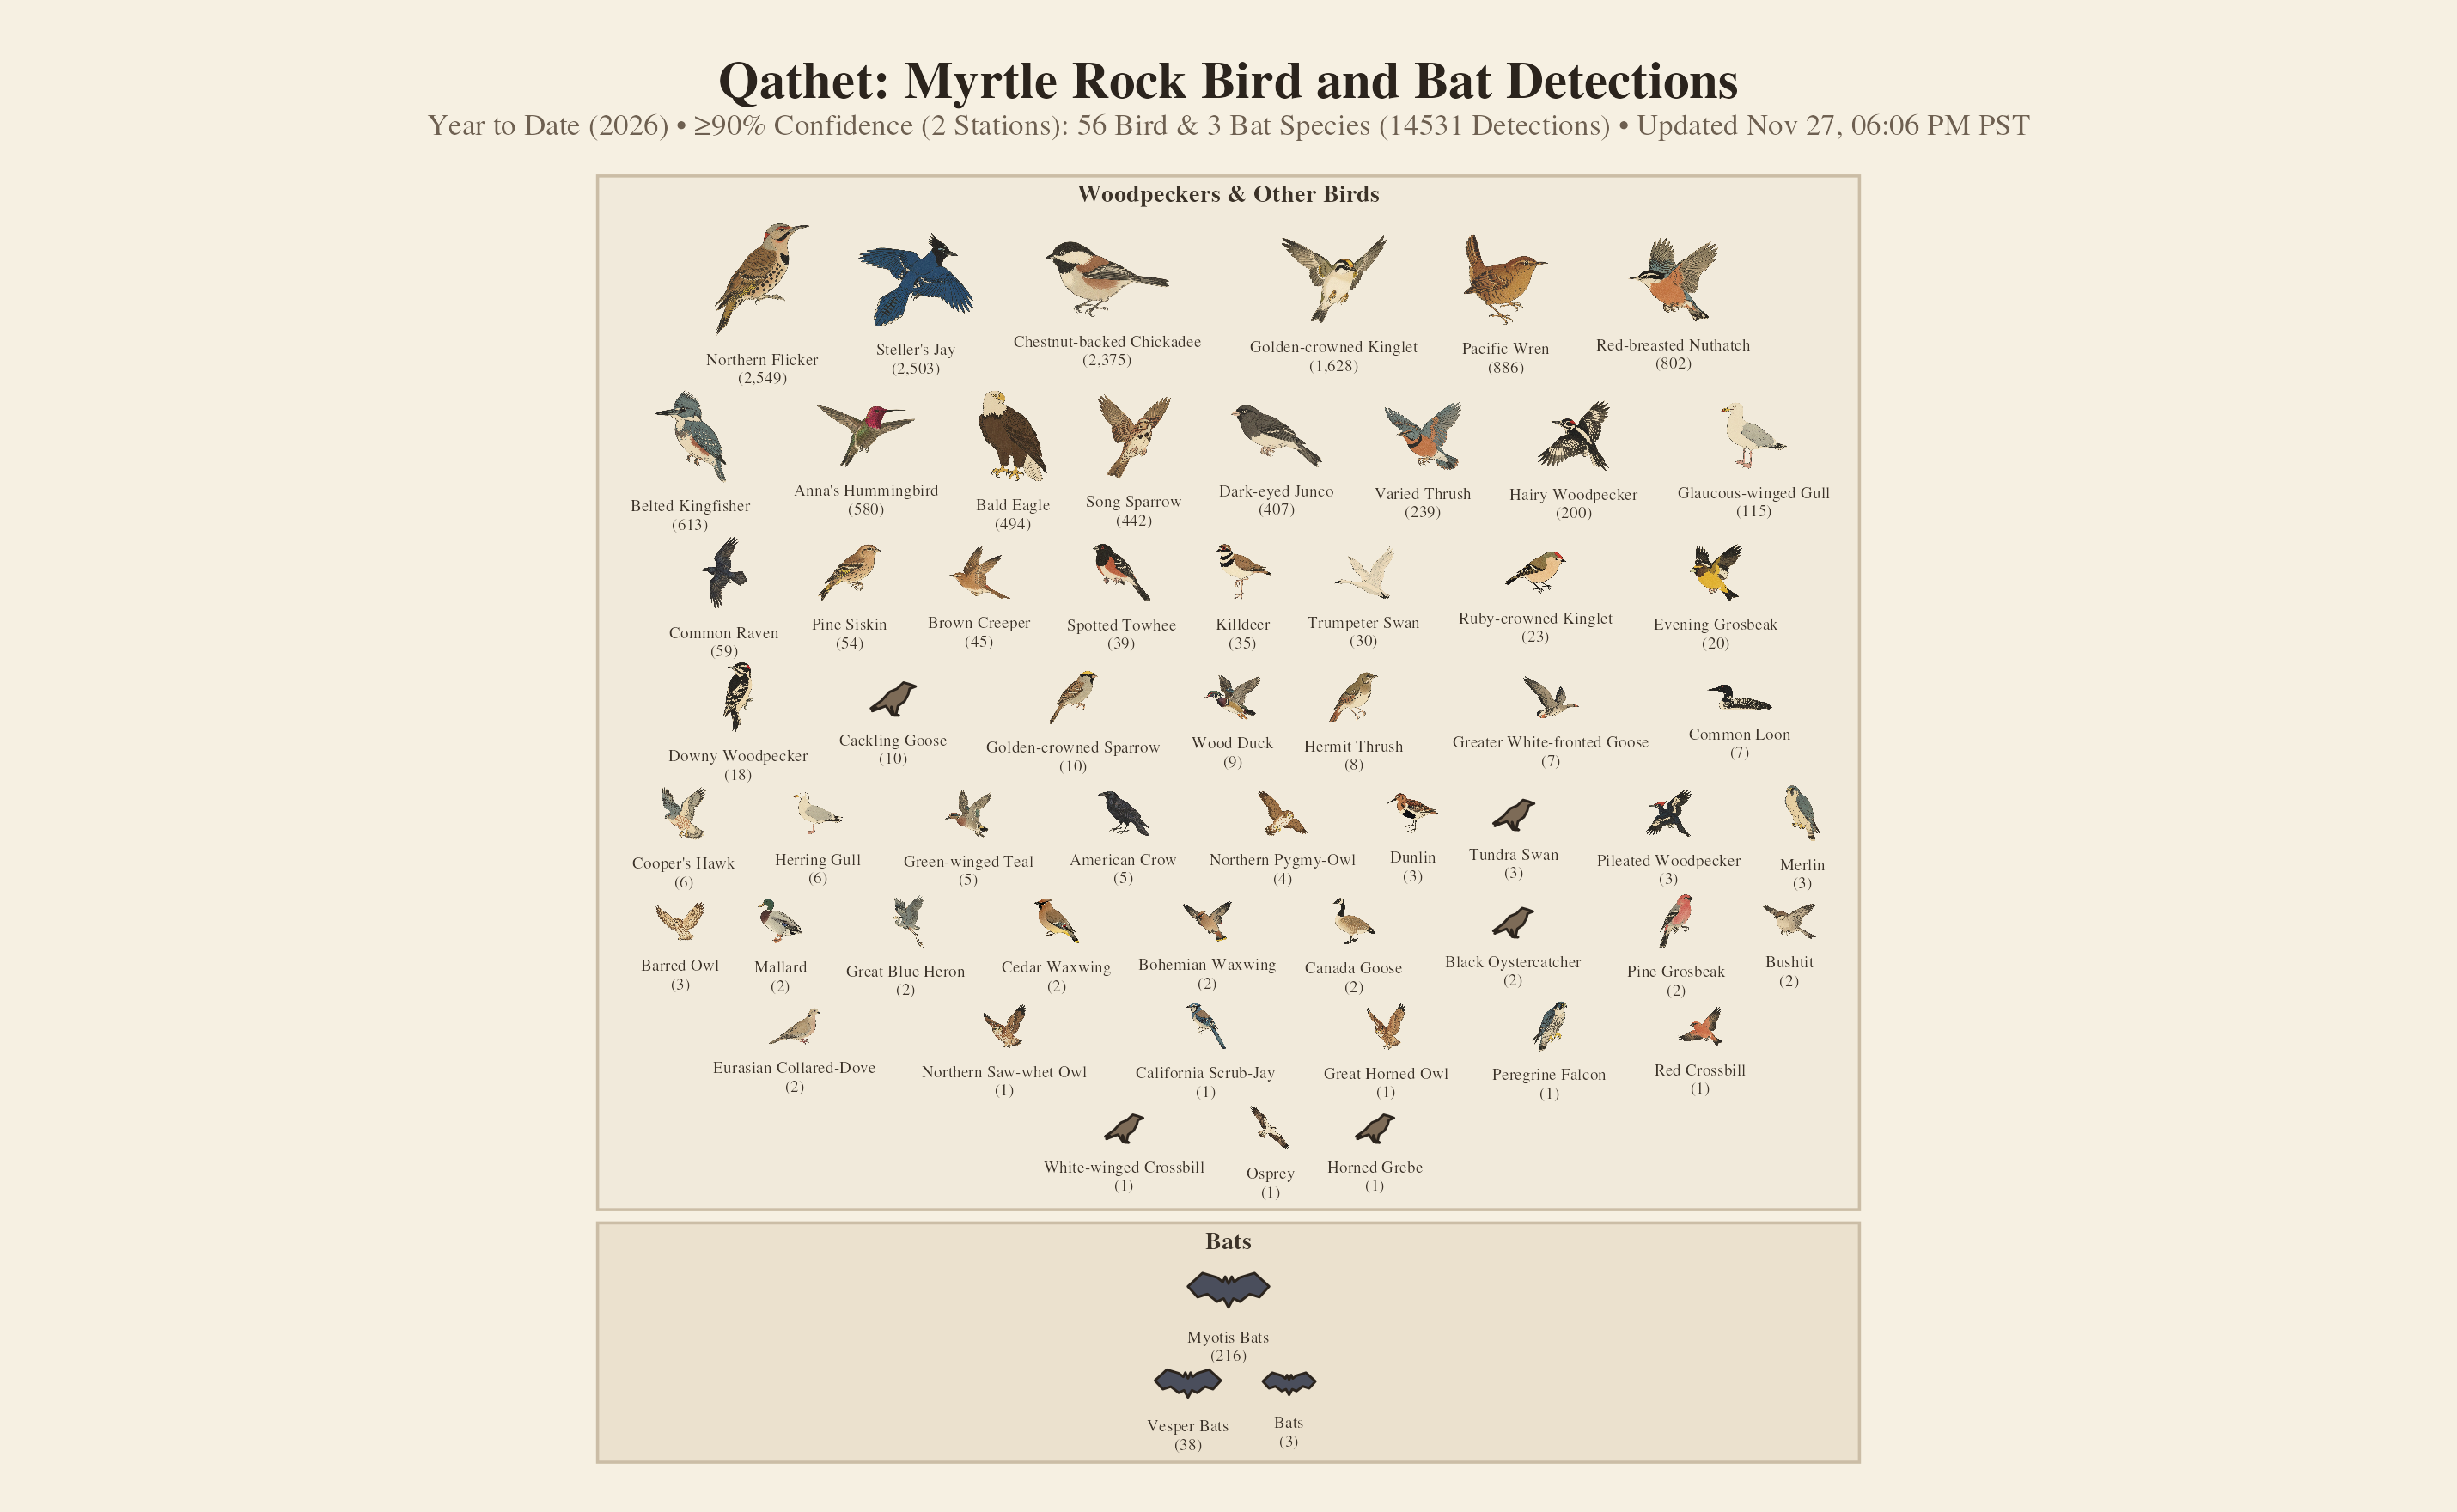 Qathet: Myrtle Rock Bird and Bat Detections
Year to Date (2026) • ≥90% Confidence (2 Stations): 56 Bird & 3 Bat Species (14531 Detections) • Updated Nov 27, 06:06 PM PST
Woodpeckers & Other Birds
Northern Flicker
(2,549)
Steller's Jay
(2,503)
Chestnut-backed Chickadee
(2,375)
Golden-crowned Kinglet
(1,628)
Pacific Wren
(886)
Red-breasted Nuthatch
(802)
Belted Kingfisher
(613)
Anna's Hummingbird
(580)
Bald Eagle
(494)
Song Sparrow
(442)
Dark-eyed Junco
(407)
Varied Thrush
(239)
Hairy Woodpecker
(200)
Glaucous-winged Gull
(115)
Common Raven
(59)
Pine Siskin
(54)
Brown Creeper
(45)
Spotted Towhee
(39)
Killdeer
(35)
Trumpeter Swan
(30)
Ruby-crowned Kinglet
(23)
Evening Grosbeak
(20)
Downy Woodpecker
(18)
Cackling Goose
(10)
Golden-crowned Sparrow
(10)
Wood Duck
(9)
Hermit Thrush
(8)
Greater White-fronted Goose
(7)
Common Loon
(7)
Cooper's Hawk
(6)
Herring Gull
(6)
Green-winged Teal
(5)
American Crow
(5)
Northern Pygmy-Owl
(4)
Dunlin
(3)
Tundra Swan
(3)
Pileated Woodpecker
(3)
Merlin
(3)
Barred Owl
(3)
Mallard
(2)
Great Blue Heron
(2)
Cedar Waxwing
(2)
Bohemian Waxwing
(2)
Canada Goose
(2)
Black Oystercatcher
(2)
Pine Grosbeak
(2)
Bushtit
(2)
Eurasian Collared-Dove
(2)
Northern Saw-whet Owl
(1)
California Scrub-Jay
(1)
Great Horned Owl
(1)
Peregrine Falcon
(1)
Red Crossbill
(1)
White-winged Crossbill
(1)
Osprey
(1)
Horned Grebe
(1)
Bats
Myotis Bats
(216)
Vesper Bats
(38)
Bats
(3)